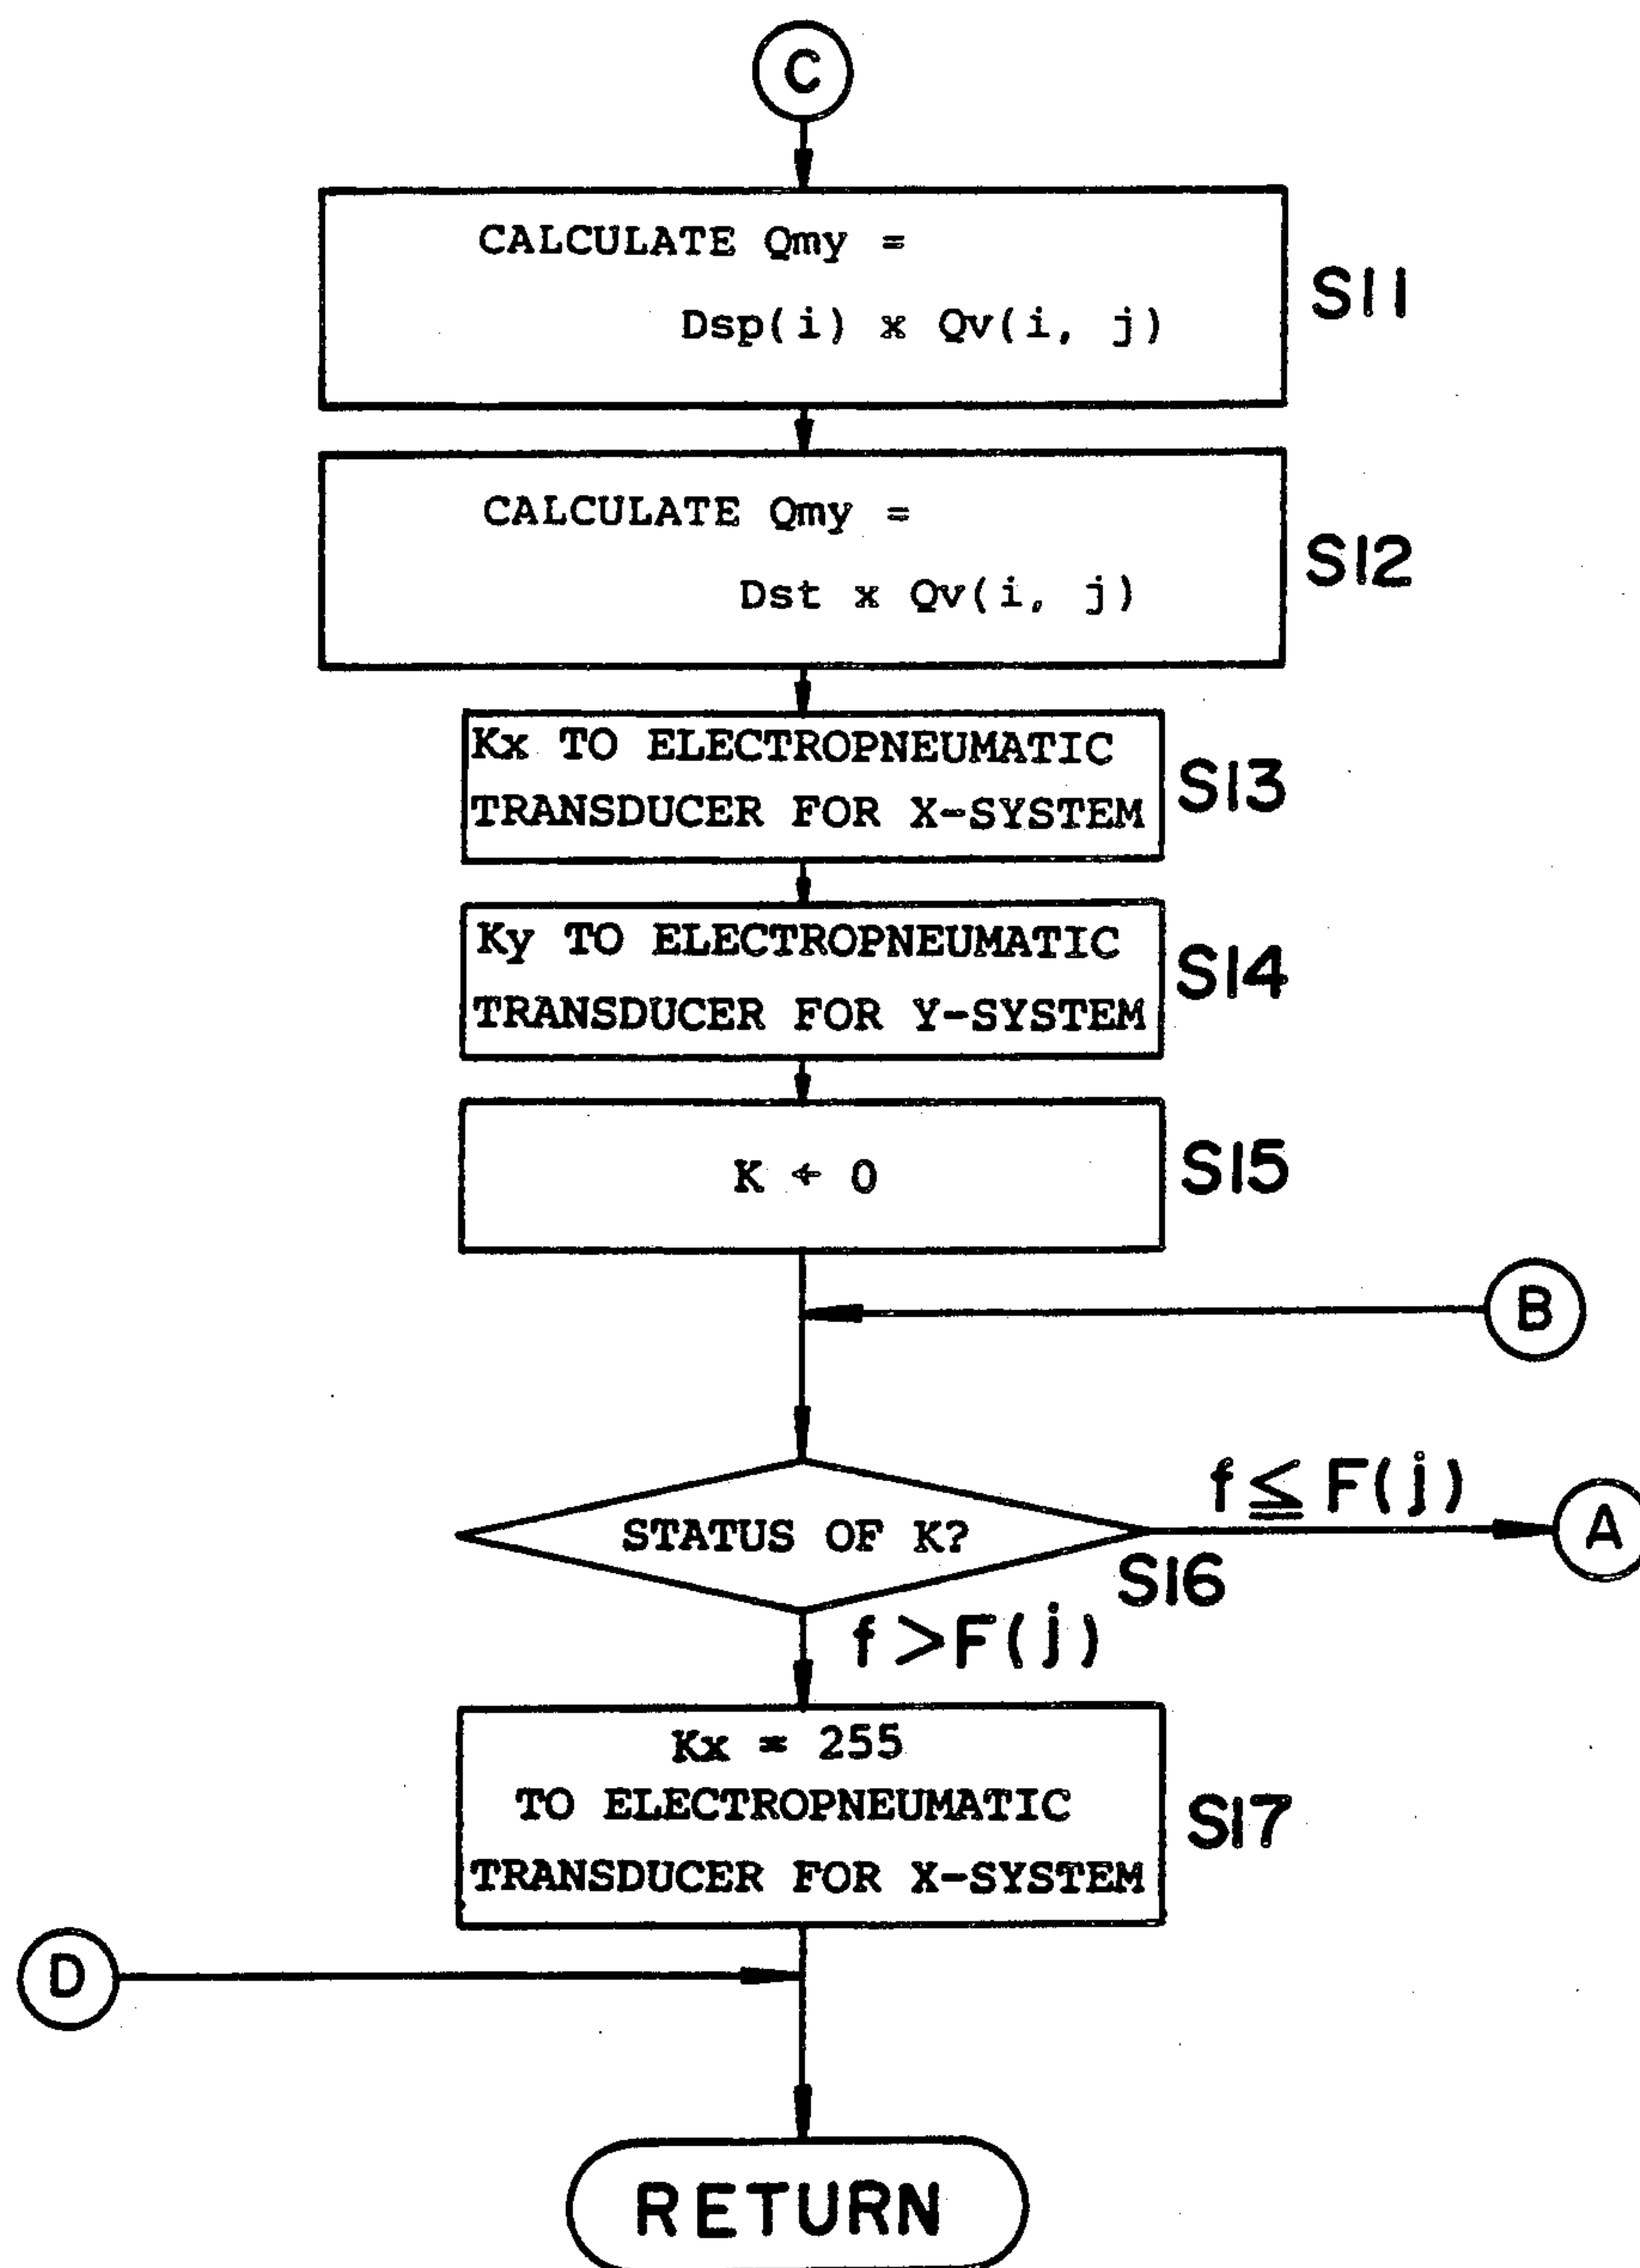 C
CALCULATE Qmy =
Dsp(i) x Qv(i, j)
S11
CALCULATE Qmy =
Dst x Qv(i, j)
S12
Kx TO ELECTROPNEUMATIC
TRANSDUCER FOR X-SYSTEM
S13
Ky TO ELECTROPNEUMATIC
TRANSDUCER FOR Y-SYSTEM
S14
K ← 0
S15
B
STATUS OF K?
f ≦ F(j)
A
S16
f > F(j)
Kx = 255
TO ELECTROPNEUMATIC
TRANSDUCER FOR X-SYSTEM
S17
D
RETURN